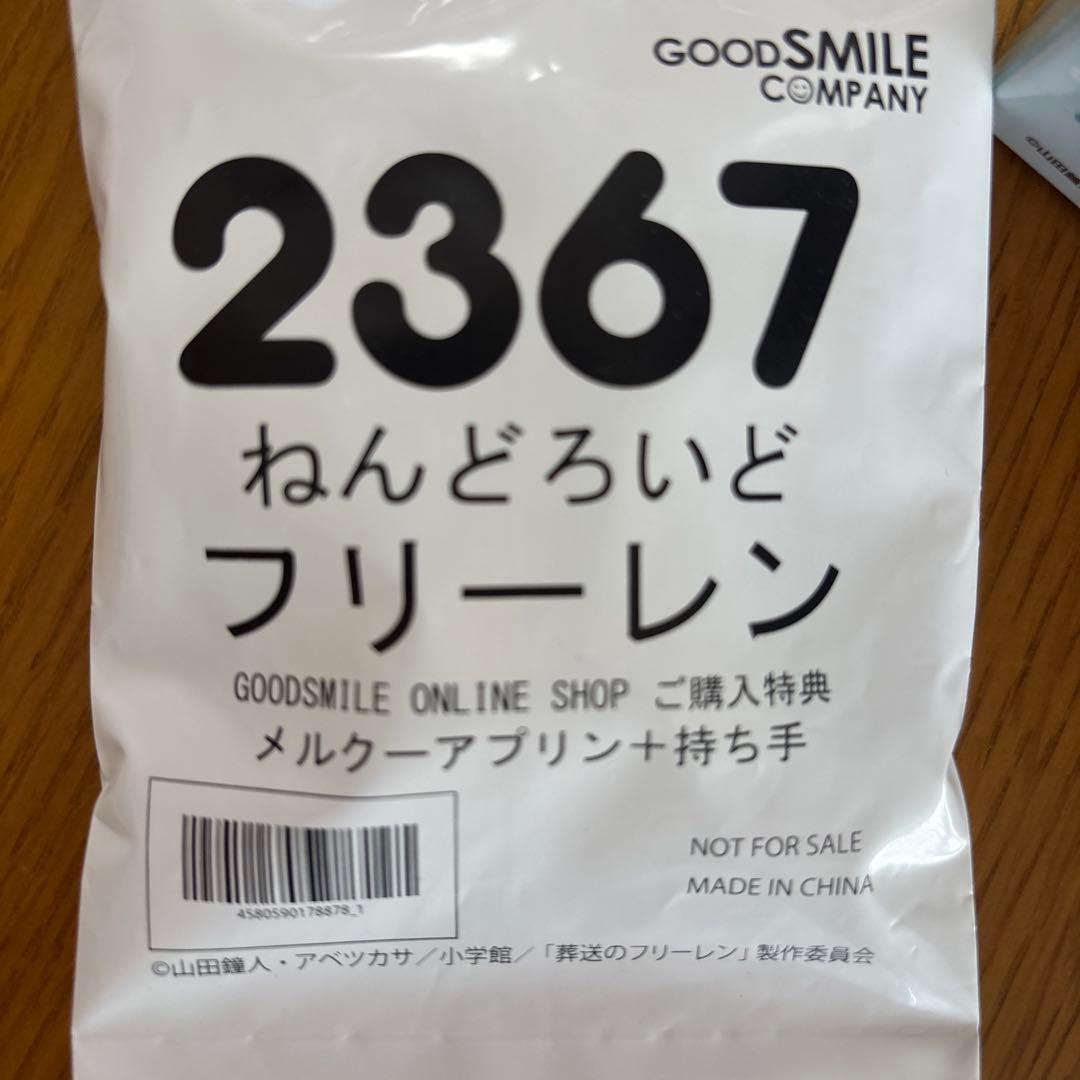 GOODSMILE
COMPANY
2367
ねんどろいど
フリーレン
GOODSMILE ONLINE SHOP ご購入特典
メルクーアプリン＋持ち手
4580590178878_1
NOT FOR SALE
MADE IN CHINA
©山田鐘人・アベツカサ／小学館／「葬送のフリーレン」製作委員会
©山田